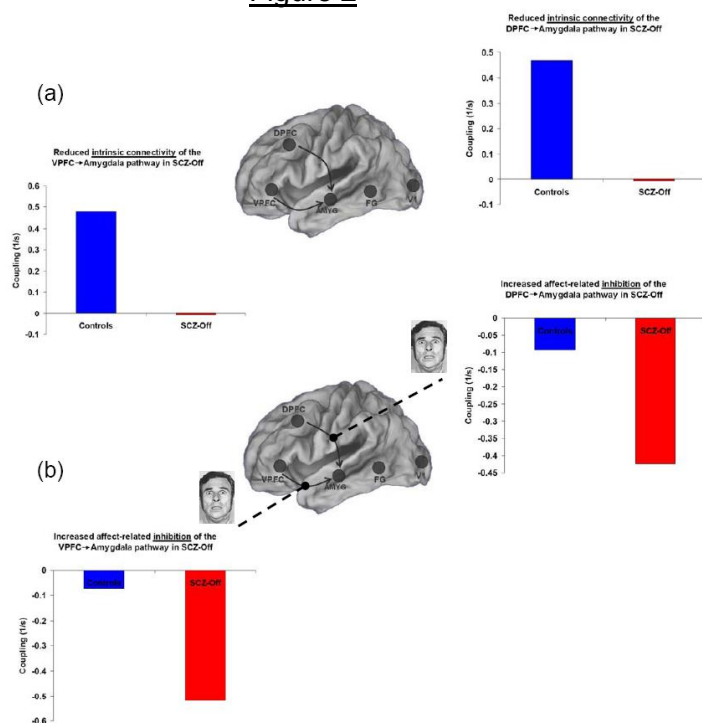 Figure 2
Reduced intrinsic connectivity of the
DPFC→Amygdala pathway in SCZ-Off
Coupling (1/s)
0.5
0.4
0.3
0.2
0.1
0
-0.1
Controls
SCZ-Off
(a)
Reduced intrinsic connectivity of the
VPFC→Amygdala pathway in SCZ-Off
Coupling (1/s)
0.6
0.5
0.4
0.3
0.2
0.1
0
-0.1
Controls
SCZ-Off
DPFC
VPFC
AMYG
FG
V1
Increased affect-related inhibition of the
DPFC→Amygdala pathway in SCZ-Off
Coupling (1/s)
0
-0.05
-0.1
-0.15
-0.2
-0.25
-0.3
-0.35
-0.4
-0.45
Controls
SCZ-Off
(b)
DPFC
VPFC
AMYG
FG
V1
Increased affect-related inhibition of the
VPFC→Amygdala pathway in SCZ-Off
Coupling (1/s)
0
-0.1
-0.2
-0.3
-0.4
-0.5
-0.6
Controls
SCZ-Off